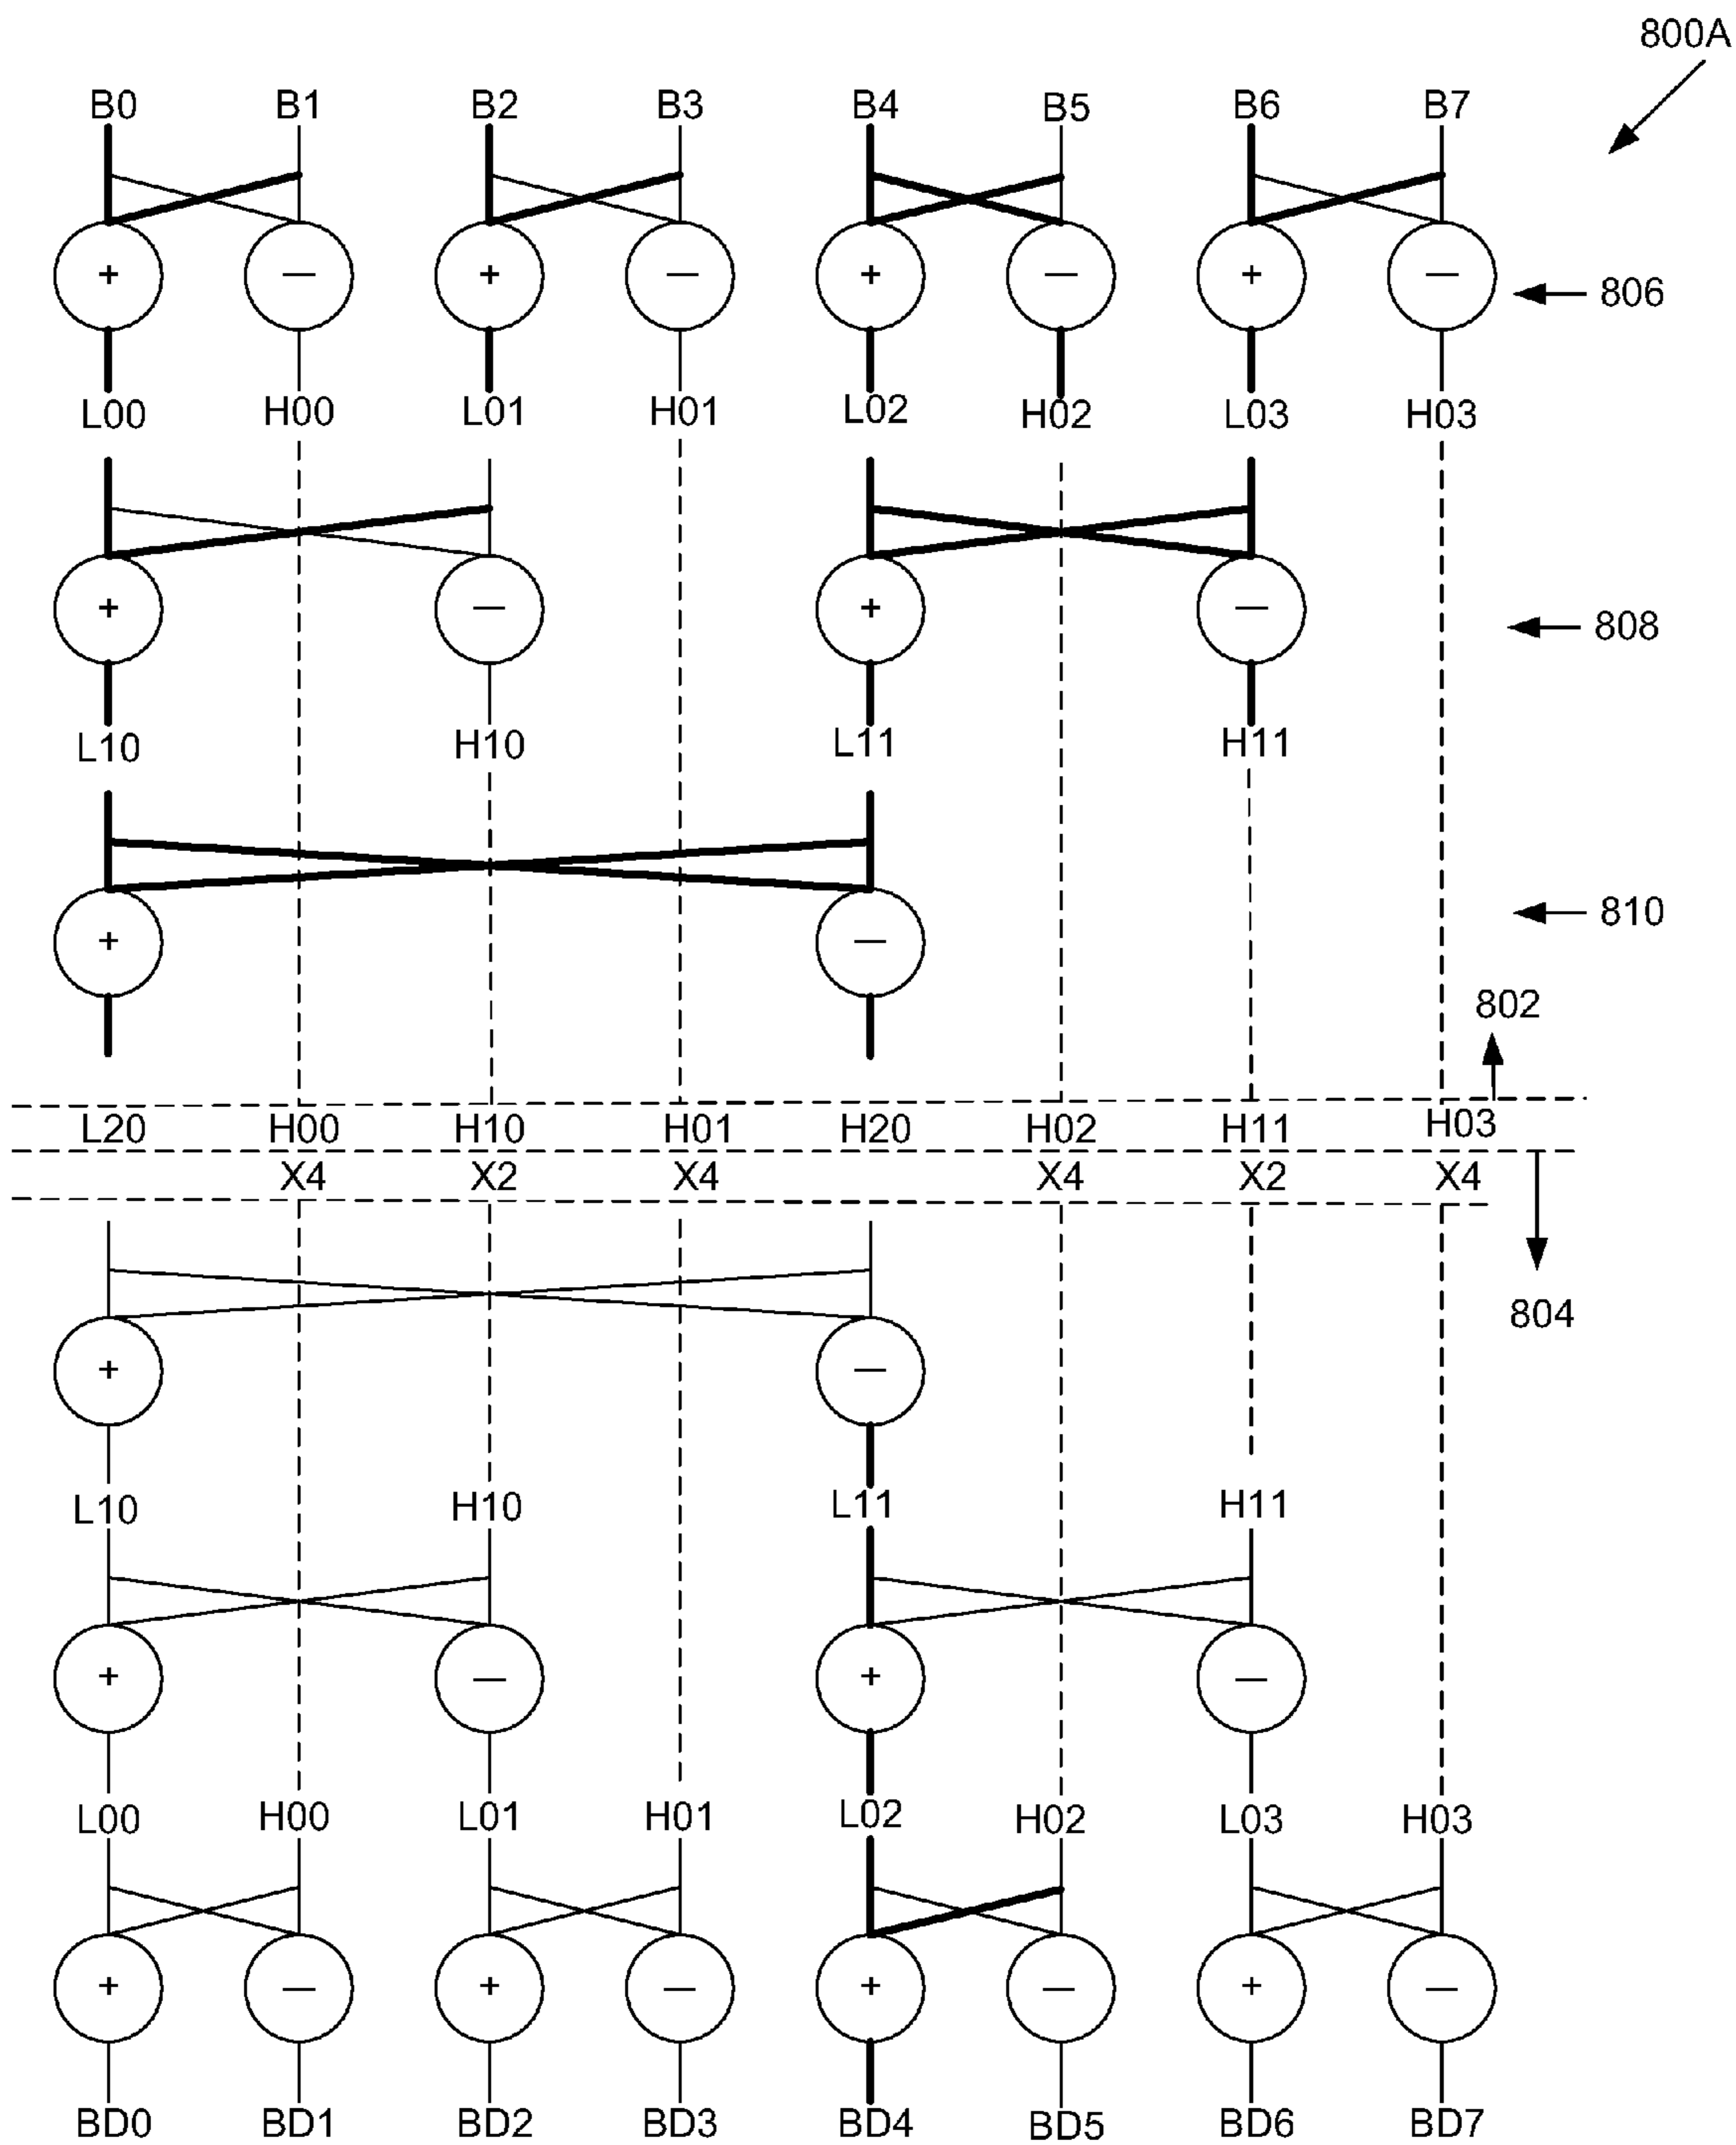 800A
B0 B1 B2 B3 B4 B5 B6 B7
+ — + — + — + —
806
L00 H00 L01 H01 L02 H02 L03 H03
+ — + —
808
L10 H10 L11 H11
+ —
810
802
L20 H00 H10 H01 H20 H02 H11 H03
X4 X2 X4 X4 X2 X4
804
+ —
L10 H10 L11 H11
+ — + —
L00 H00 L01 H01 L02 H02 L03 H03
+ — + — + — + —
BD0 BD1 BD2 BD3 BD4 BD5 BD6 BD7